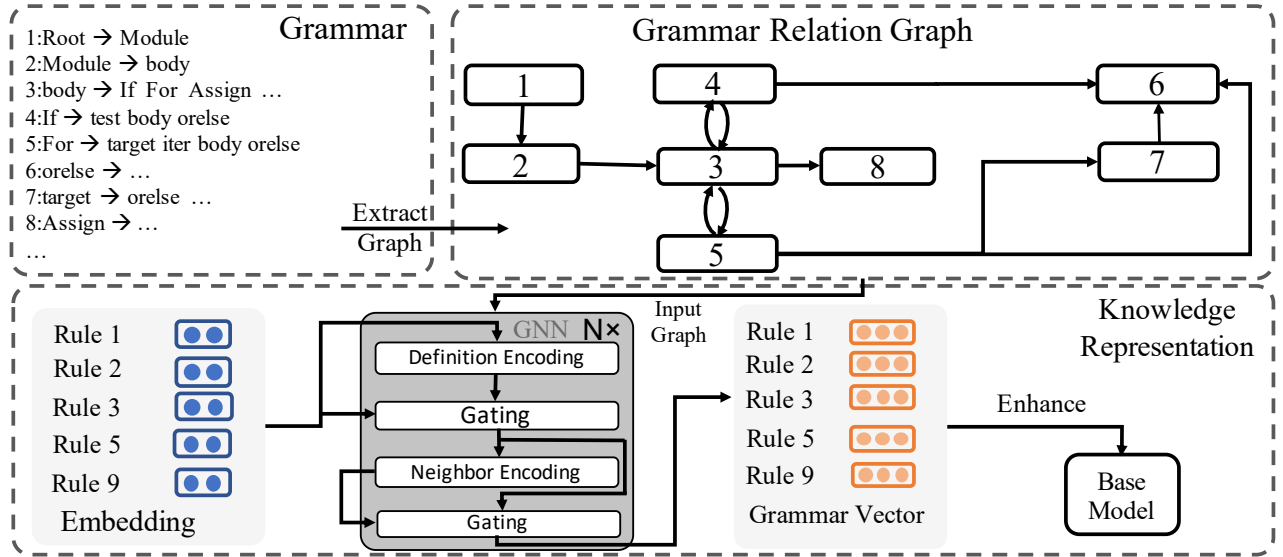 Grammar
1:Root → Module
2:Module → body
3:body → If For Assign …
4:If → test body orelse
5:For → target iter body orelse
6:orelse → …
7:target → orelse …
8:Assign → …
…
Extract
Graph
Grammar Relation Graph
1
4
6
2
3
8
7
5
Input
Graph
Knowledge
Representation
Rule 1
Rule 2
Rule 3
Rule 5
Rule 9
Embedding
GNN N×
Definition Encoding
Gating
Neighbor Encoding
Gating
Rule 1
Rule 2
Rule 3
Rule 5
Rule 9
Grammar Vector
Enhance
Base
Model